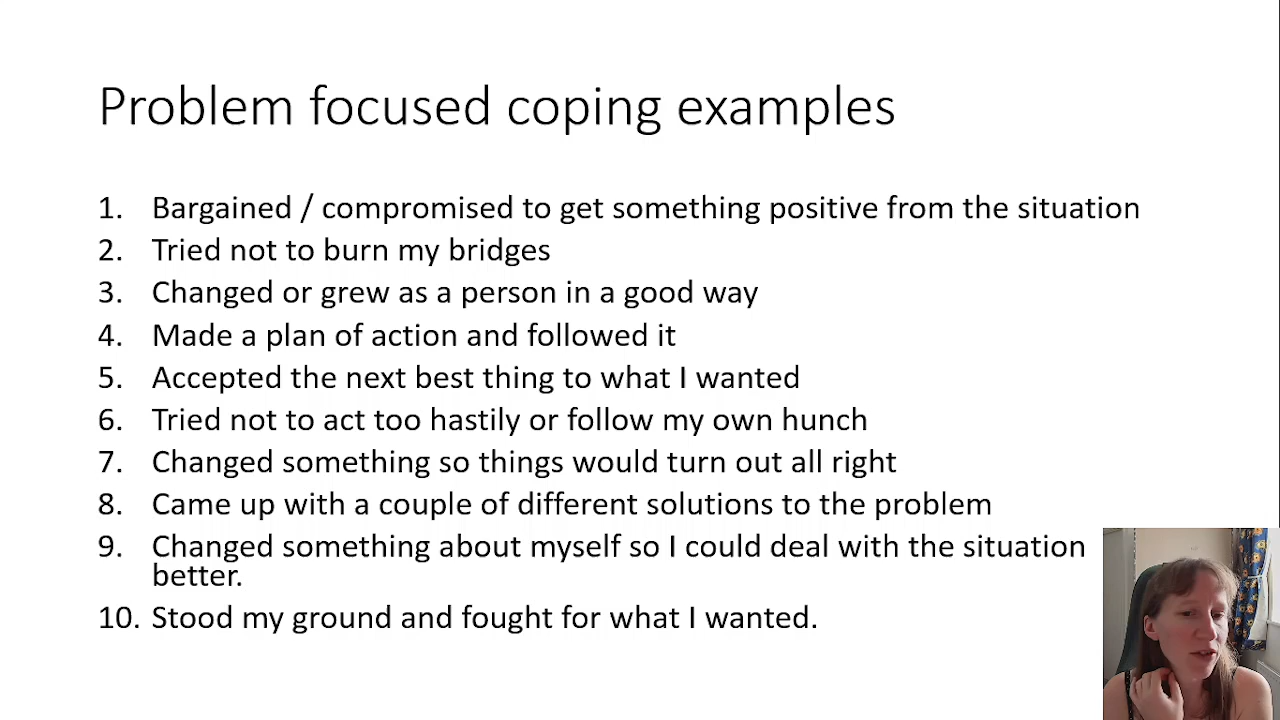 Problem focused coping examples
1. Bargained / compromised to get something positive from the situation
2. Tried not to burn my bridges
3. Changed or grew as a person in a good way
4. Made a plan of action and followed it
5. Accepted the next best thing to what I wanted
6. Tried not to act too hastily or follow my own hunch
7. Changed something so things would turn out all right
8. Came up with a couple of different solutions to the problem
9. Changed something about myself so I could deal with the situation
better.
10. Stood my ground and fought for what I wanted.